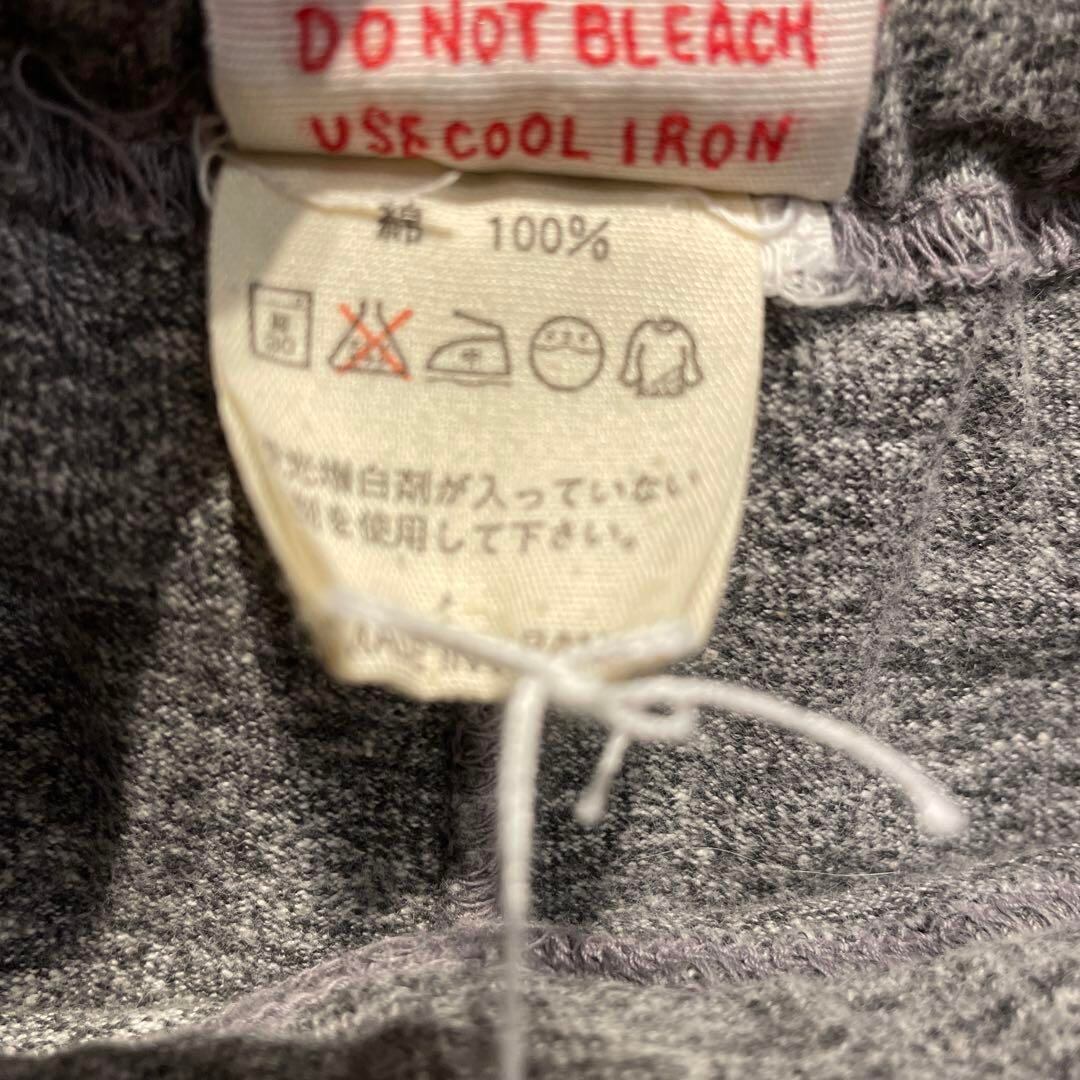 DO NOT BLEACH
USE COOL IRON
綿 100%
中
光増白剤が入っていない
を使用して下さい。